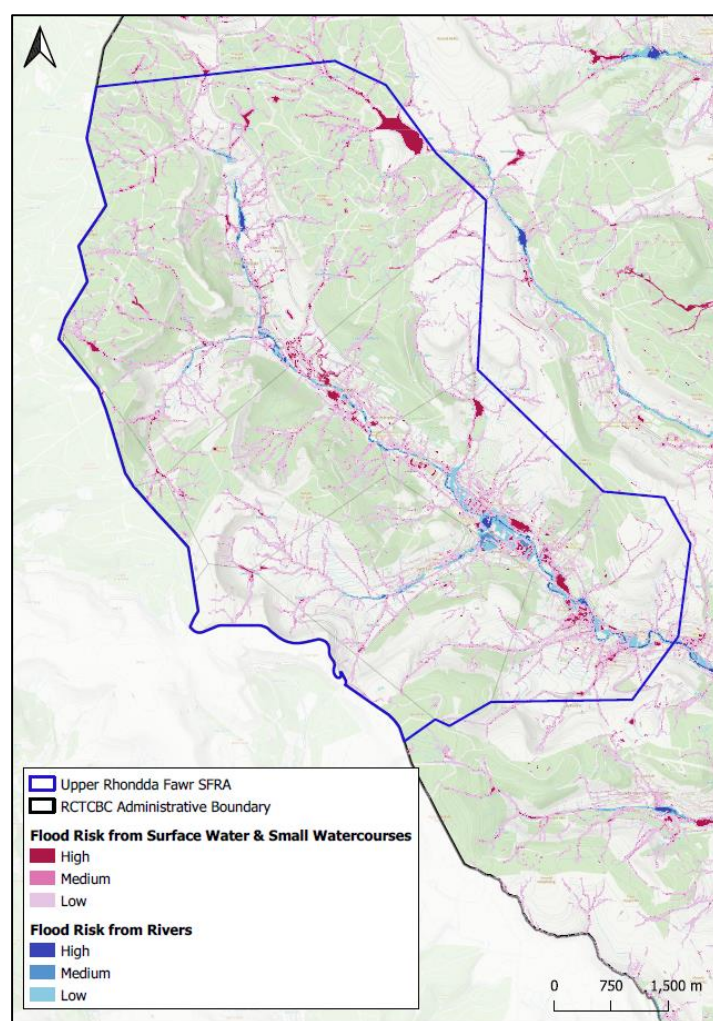 Upper Rhondda Fawr SFRA
RCTCBC Administrative Boundary
Flood Risk from Surface Water & Small Watercourses
High
Medium
Low
Flood Risk from Rivers
High
Medium
Low
0 750 1,500 m